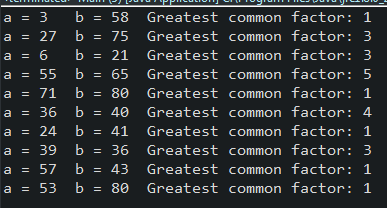 a = 3 b = 58 Greatest common factor: 1
a = 27 b = 75 Greatest common factor: 3
a = 6 b = 21 Greatest common factor: 3
a = 55 b = 65 Greatest common factor: 5
a = 71 b = 80 Greatest common factor: 1
a = 36 b = 40 Greatest common factor: 4
a = 24 b = 41 Greatest common factor: 1
a = 39 b = 36 Greatest common factor: 3
a = 57 b = 43 Greatest common factor: 1
a = 53 b = 80 Greatest common factor: 1